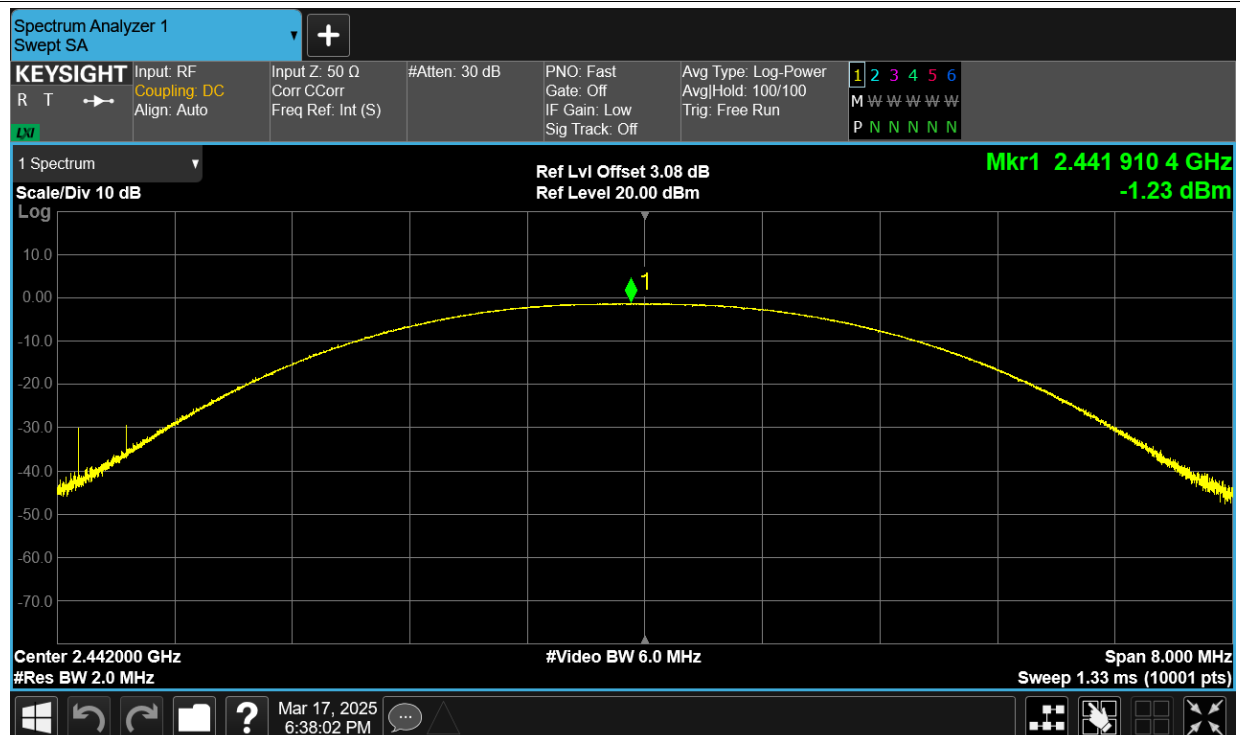 Spectrum Analyzer 1
Swept SA
KEYSIGHT
R T
LXI
Input: RF
Coupling: DC
Align: Auto
Input Z: 50 Ω
Corr CCorr
Freq Ref: Int (S)
#Atten: 30 dB
PNO: Fast
Gate: Off
IF Gain: Low
Sig Track: Off
Avg Type: Log-Power
Avg|Hold: 100/100
Trig: Free Run
1 2 3 4 5 6
M W W W W W
P N N N N N
1 Spectrum
Scale/Div 10 dB
Log
Ref Lvl Offset 3.08 dB
Ref Level 20.00 dBm
Mkr1 2.441 910 4 GHz
-1.23 dBm
10.0
0.00
-10.0
-20.0
-30.0
-40.0
-50.0
-60.0
-70.0
1
Center 2.442000 GHz
#Res BW 2.0 MHz
#Video BW 6.0 MHz
Span 8.000 MHz
Sweep 1.33 ms (10001 pts)
?
Mar 17, 2025
6:38:02 PM